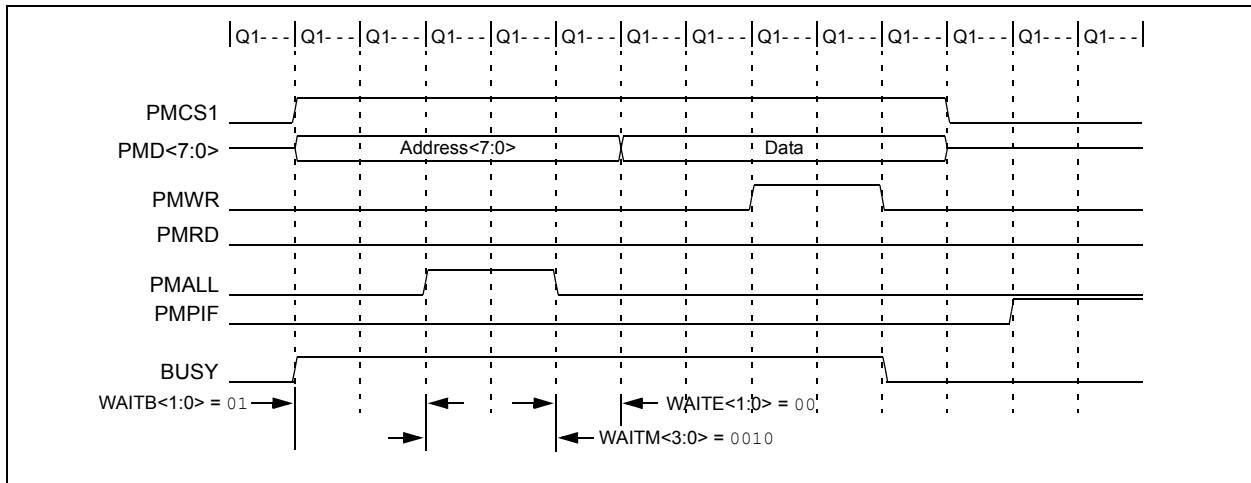 Q1- - - Q1- - - Q1- - - Q1- - - Q1- - - Q1- - - Q1- - - Q1- - - Q1- - - Q1- - - Q1- - - Q1- - - Q1- - - Q1- - -
PMCS1
PMD<7:0> Address<7:0> Data
PMWR
PMRD
PMALL
PMPIF
BUSY
WAITB<1:0> = 01 WAITE<1:0> = 00
WAITM<3:0> = 0010